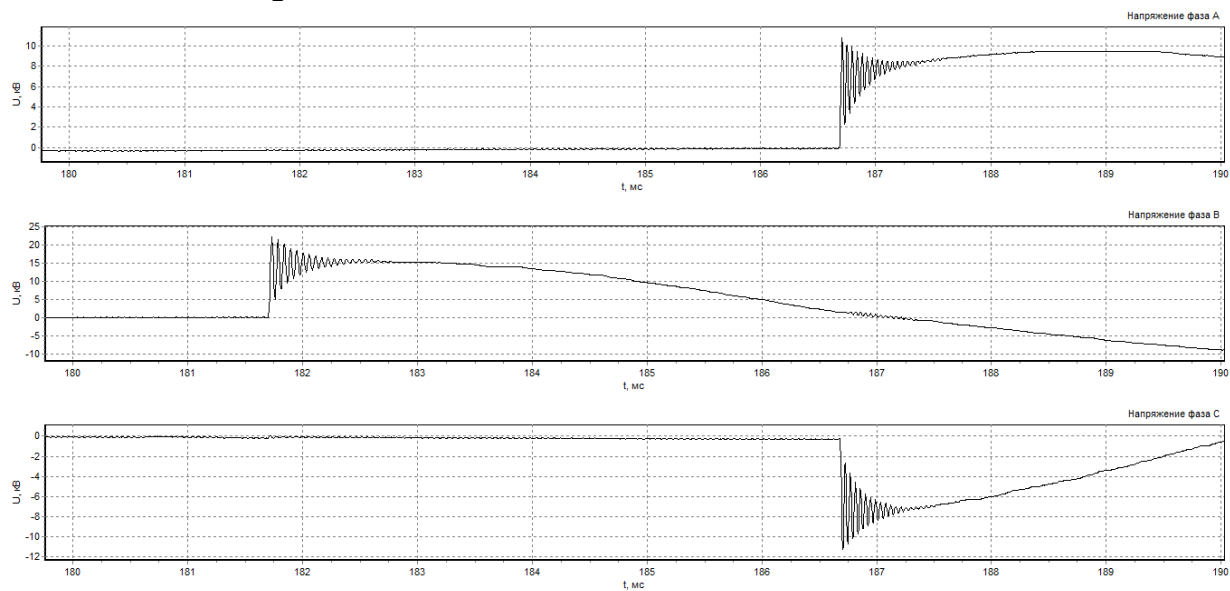 Напряжение фаза A
10
8
6
4
2
0
U, кВ
180 181 182 183 184 185 186 187 188 189 190
t, мс
Напряжение фаза B
25
20
15
10
5
0
-5
-10
U, кВ
180 181 182 183 184 185 186 187 188 189 190
t, мс
Напряжение фаза C
0
-2
-4
-6
-8
-10
-12
U, кВ
180 181 182 183 184 185 186 187 188 189 190
t, мс